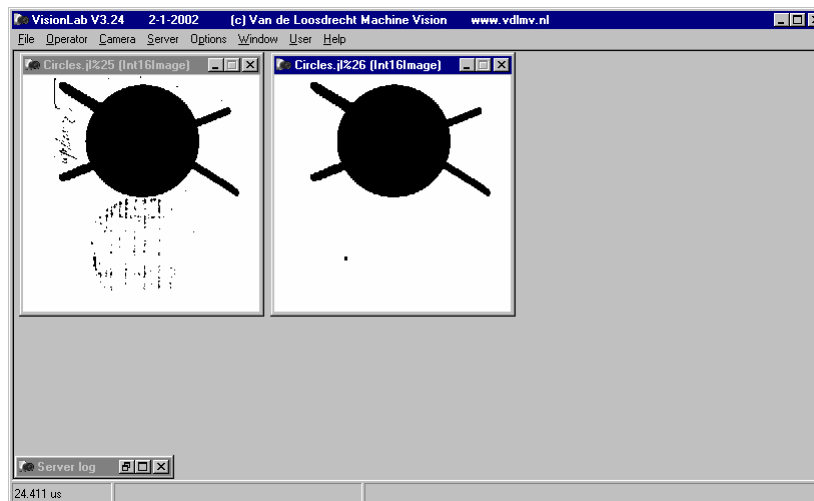 VisionLab V3.24 2-1-2002 (c) Van de Loosdrecht Machine Vision www.vdlmv.nl
File Operator Camera Server Options Window User Help
Circles.jl%25 (Int16Image) Circles.jl%26 (Int16Image)
Server log
24.411 us